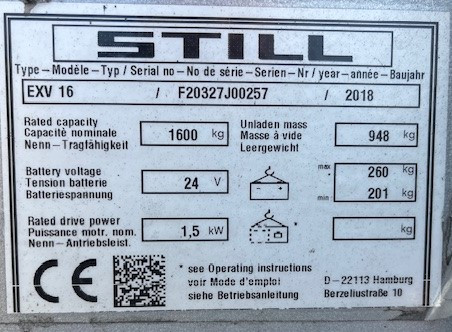 STILL
Type – Modèle – Typ / Serial no – No de série – Serien – Nr / year – année – Baujahr
EXV 16 / F20327J00257 / 2018
Rated capacity
Capacité nominale
Nenn – Tragfähigkeit
1600 kg
Unladen mass
Masse à vide
Leergewicht
948 kg
Battery voltage
Tension batterie
Batteriespannung
24 V
max 260 kg
min 201 kg
Rated drive power
Puissance motr. nom.
Nenn – Antriebsleist.
1,5 kW
kg
CE
* see Operating instructions
voir Mode d'emploi
siehe Betriebsanleitung
D – 22113 Hamburg
Berzeliustraße 10